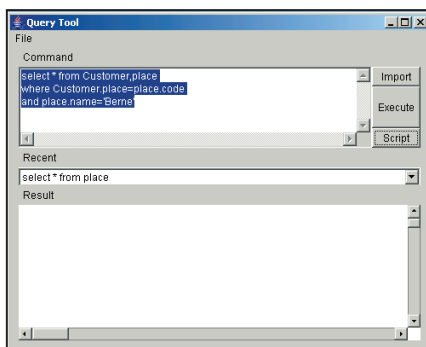 Query Tool
File
Command
select * from Customer,place
where Customer.place=place.code
and place.name='Berne'
Import
Execute
Script
Recent
select * from place
Result